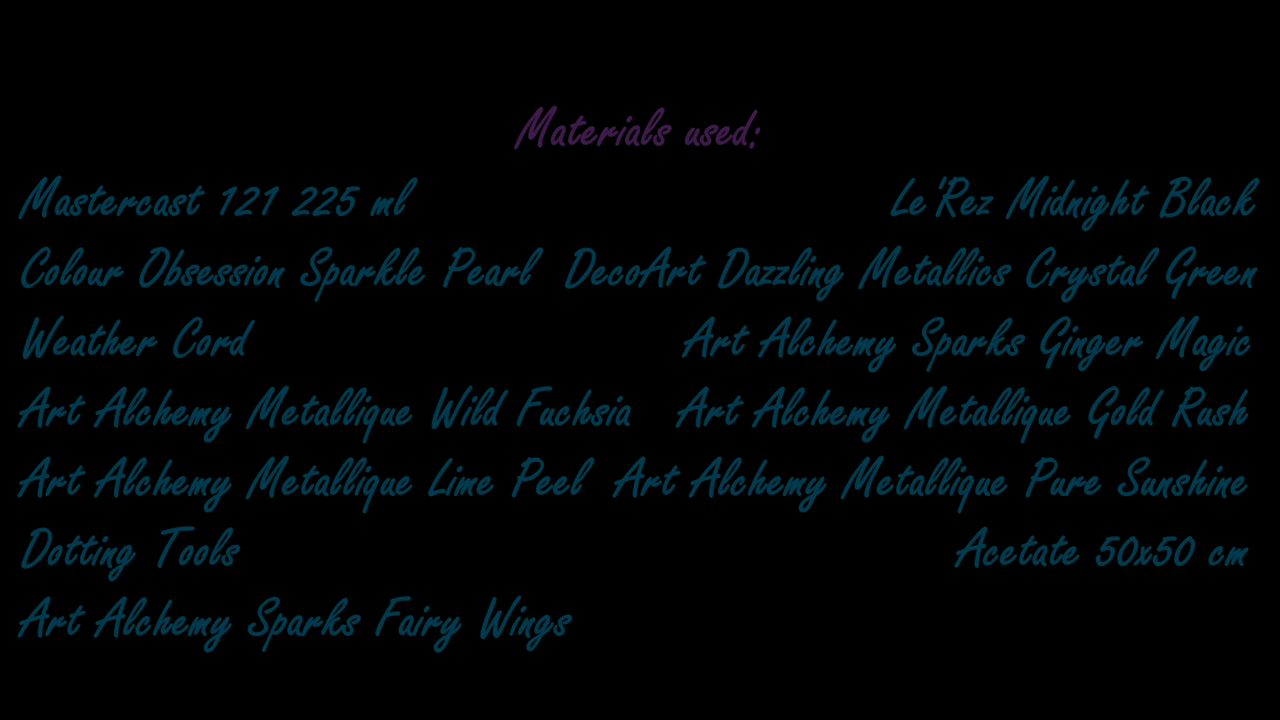 Materials used:
Mastercast 121 225 ml Le'Rez Midnight Black
Colour Obsession Sparkle Pearl DecoArt Dazzling Metallics Crystal Green
Weather Cord Art Alchemy Sparks Ginger Magic
Art Alchemy Metallique Wild Fuchsia Art Alchemy Metallique Gold Rush
Art Alchemy Metallique Lime Peel Art Alchemy Metallique Pure Sunshine
Dotting Tools Acetate 50x50 cm
Art Alchemy Sparks Fairy Wings